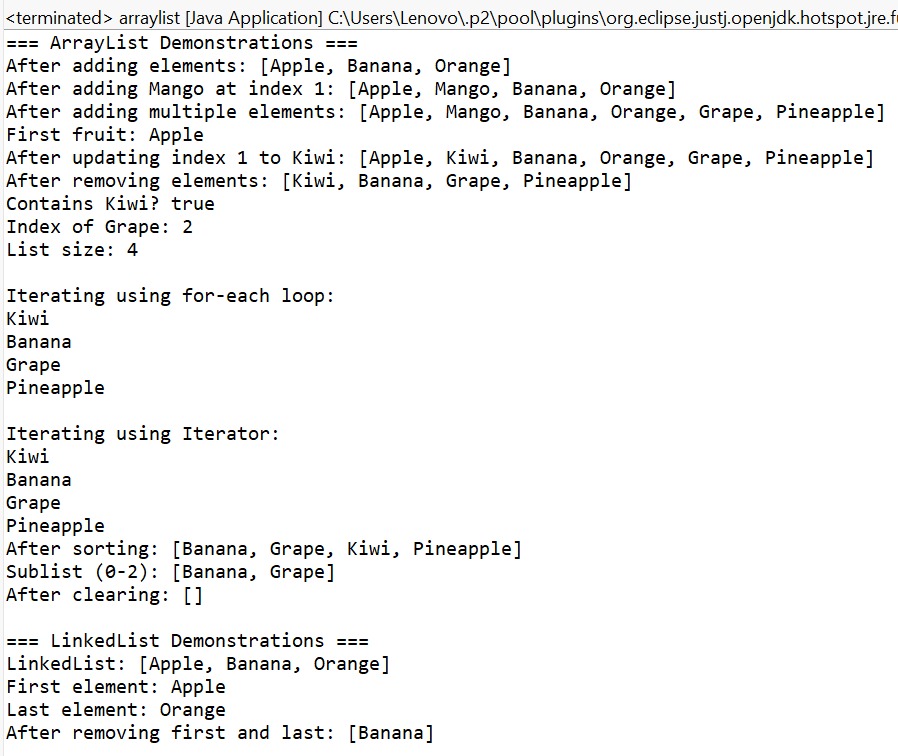 <terminated> arraylist [Java Application] C:\Users\Lenovo\.p2\pool\plugins\org.eclipse.justj.openjdk.hotspot.jre.f
=== ArrayList Demonstrations ===
After adding elements: [Apple, Banana, Orange]
After adding Mango at index 1: [Apple, Mango, Banana, Orange]
After adding multiple elements: [Apple, Mango, Banana, Orange, Grape, Pineapple]
First fruit: Apple
After updating index 1 to Kiwi: [Apple, Kiwi, Banana, Orange, Grape, Pineapple]
After removing elements: [Kiwi, Banana, Grape, Pineapple]
Contains Kiwi? true
Index of Grape: 2
List size: 4

Iterating using for-each loop:
Kiwi
Banana
Grape
Pineapple

Iterating using Iterator:
Kiwi
Banana
Grape
Pineapple
After sorting: [Banana, Grape, Kiwi, Pineapple]
Sublist (0-2): [Banana, Grape]
After clearing: []

=== LinkedList Demonstrations ===
LinkedList: [Apple, Banana, Orange]
First element: Apple
Last element: Orange
After removing first and last: [Banana]